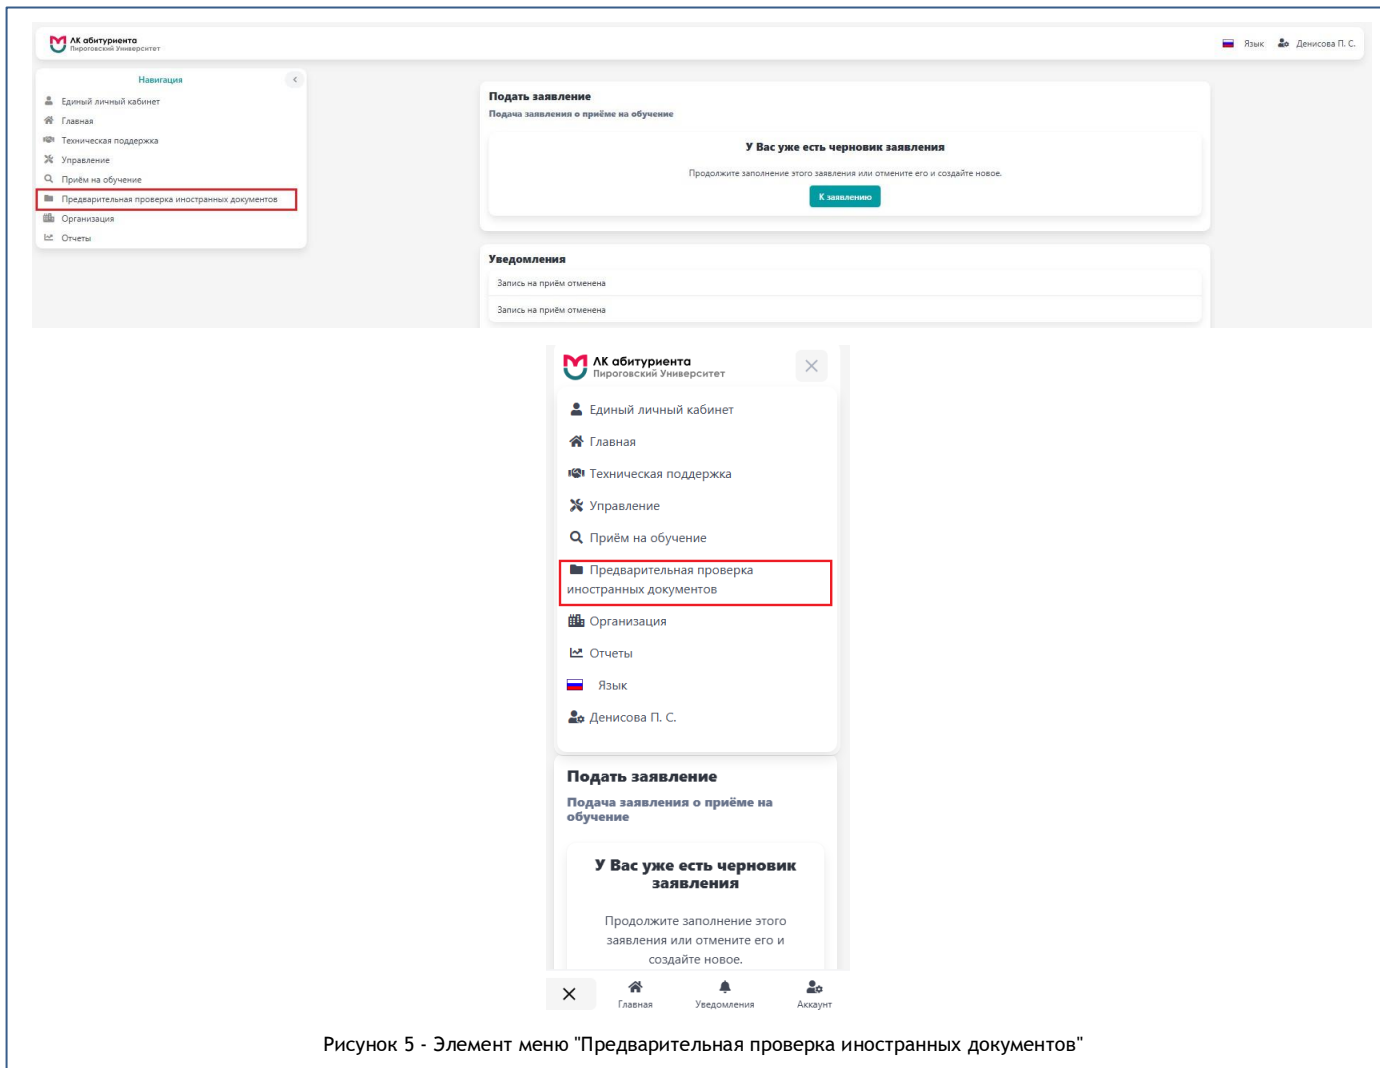 ЛК абитуриента
Пироговский Университет
Язык
Денисова П. С.
Навигация
Единый личный кабинет
Главная
Техническая поддержка
Управление
Приём на обучение
Предварительная проверка иностранных документов
Организация
Отчеты
Подать заявление
Подача заявления о приёме на обучение
У Вас уже есть черновик заявления
Продолжите заполнение этого заявления или отмените его и создайте новое.
К заявлению
Уведомления
Запись на приём отменена
Запись на приём отменена
ЛК абитуриента
Пироговский Университет
Единый личный кабинет
Главная
Техническая поддержка
Управление
Приём на обучение
Предварительная проверка
иностранных документов
Организация
Отчеты
Язык
Денисова П. С.
Подать заявление
Подача заявления о приёме на
обучение
У Вас уже есть черновик
заявления
Продолжите заполнение этого
заявления или отмените его и
создайте новое.
Главная
Уведомления
Аккаунт
Рисунок 5 - Элемент меню "Предварительная проверка иностранных документов"